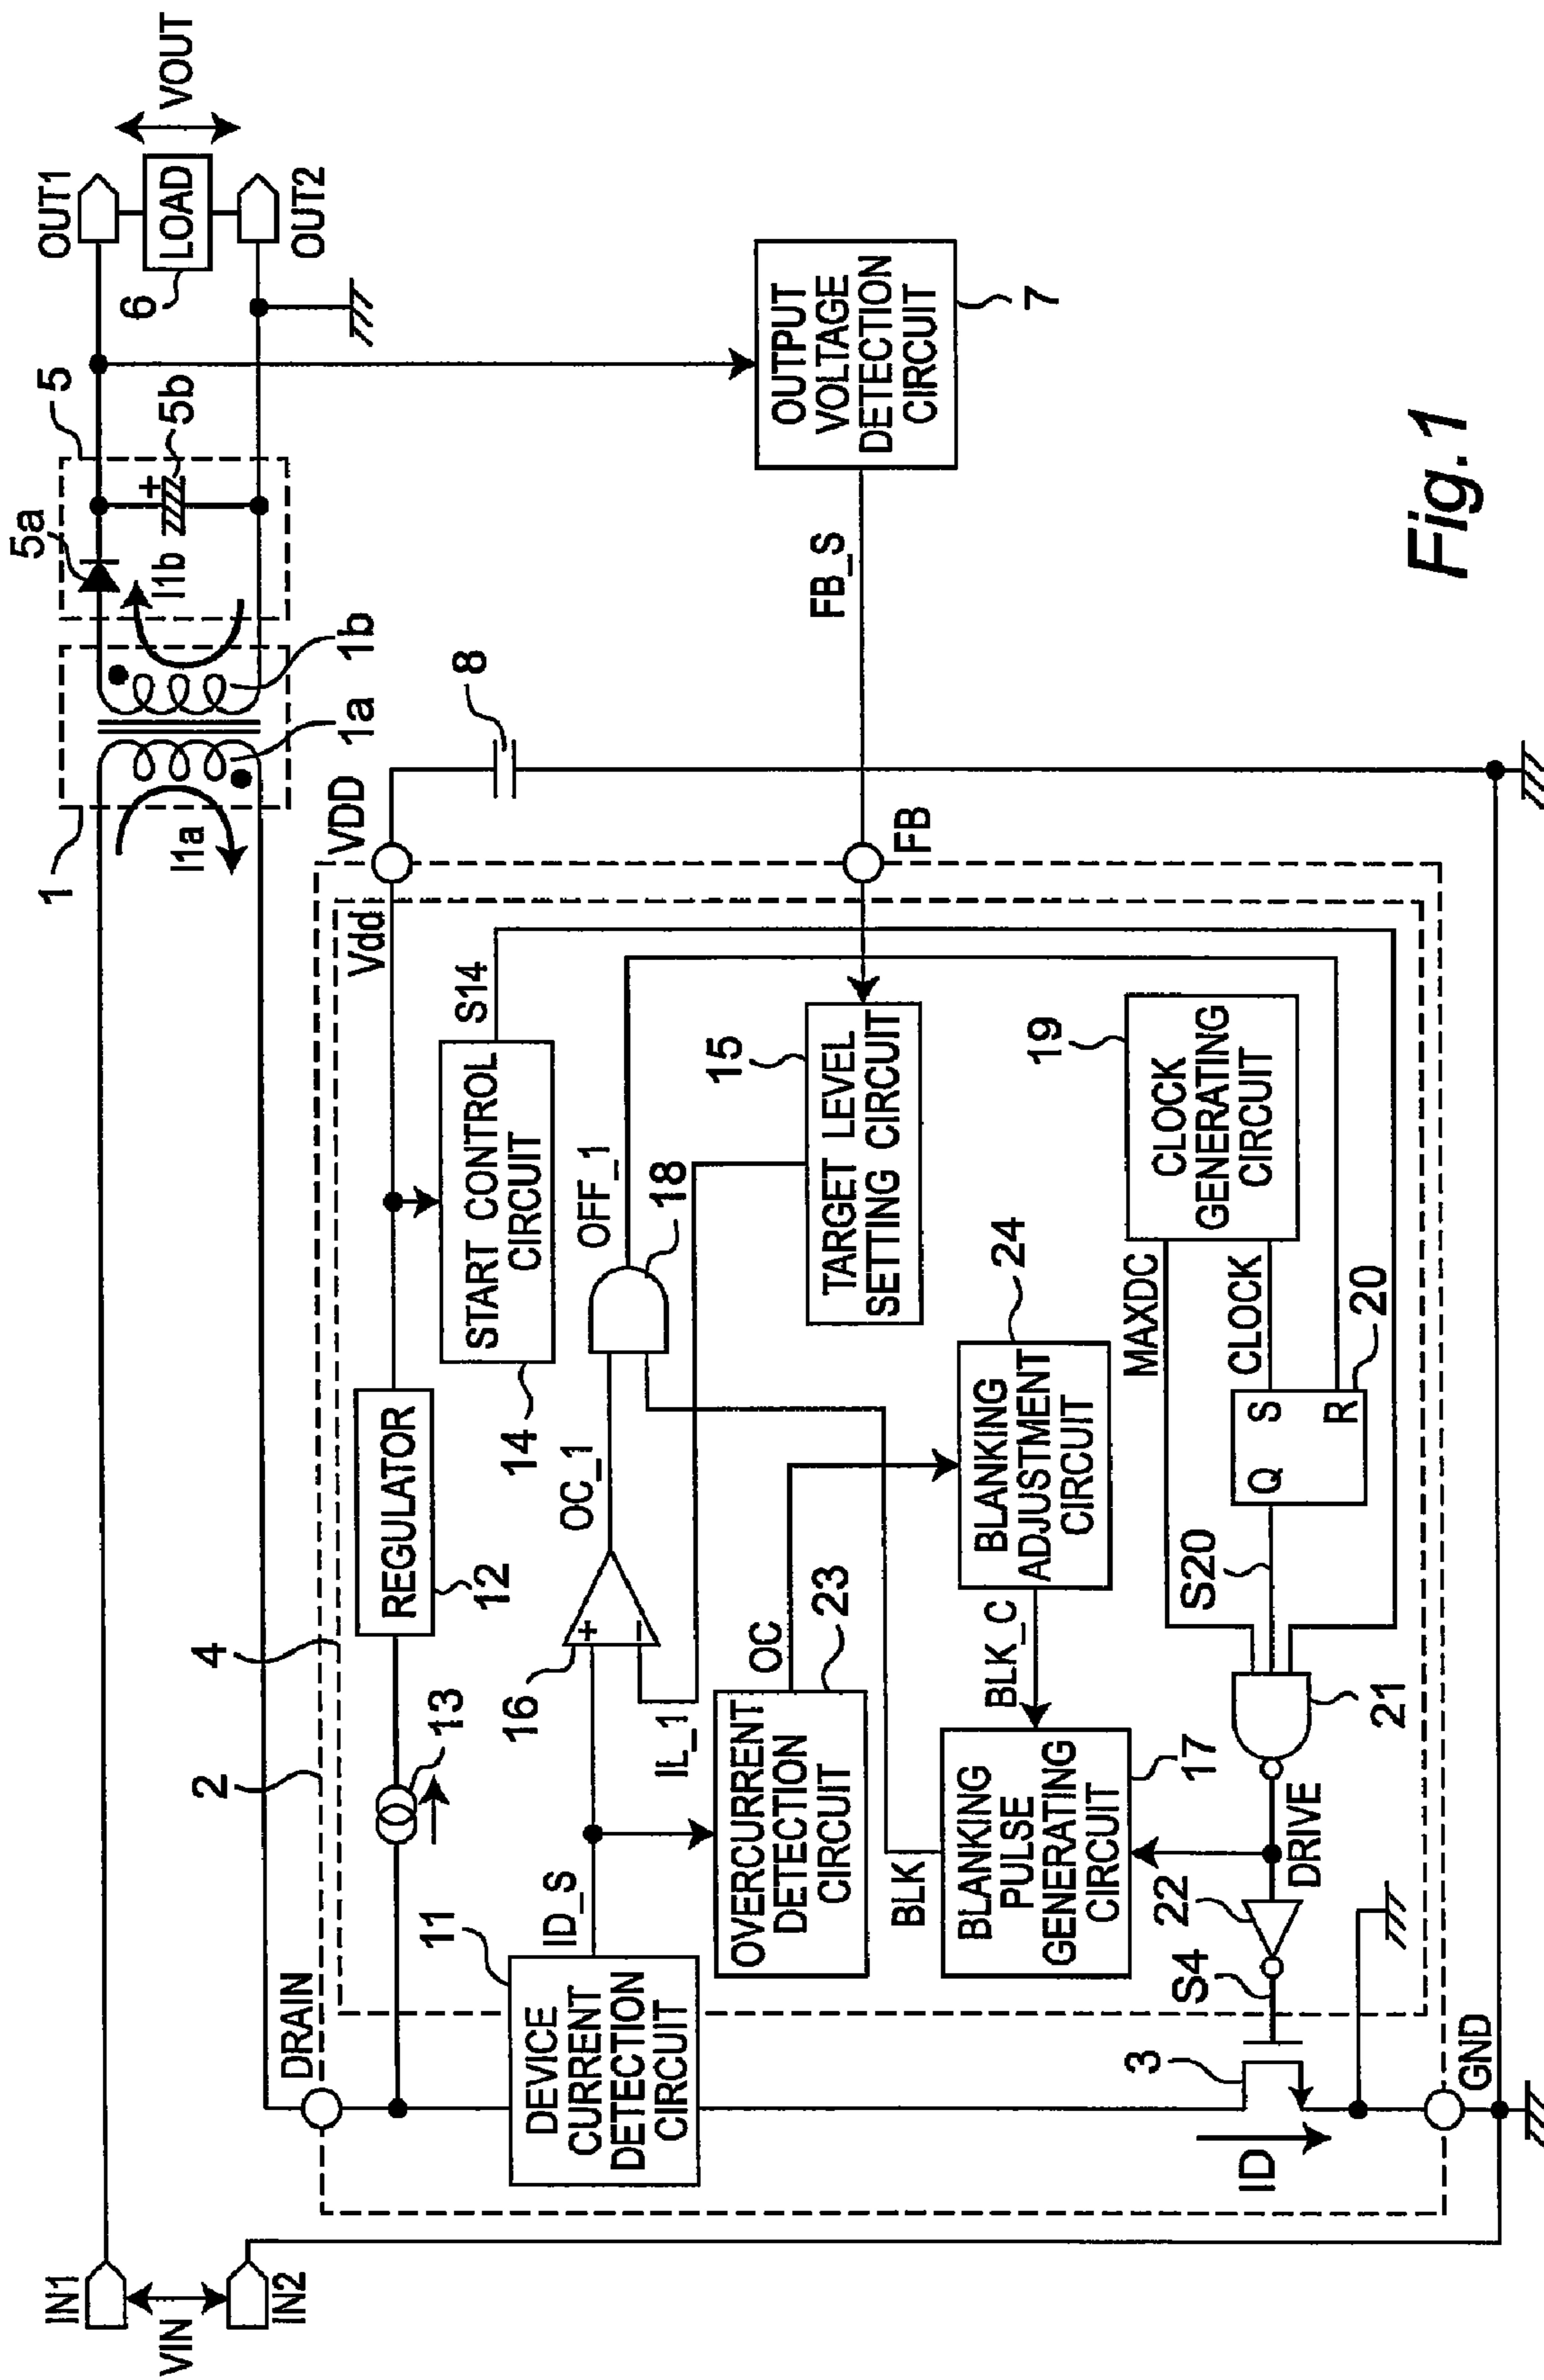 IN1
VIN
IN2
1
I1a
1a
1b
5
5a
I1b
+
5b
OUT1
6
LOAD
VOUT
OUT2
2
4
DRAIN
13
REGULATOR
12
Vdd
VDD
8
14
START CONTROL
CIRCUIT
S14
11
DEVICE
CURRENT
DETECTION
CIRCUIT
ID_S
16
+
−
OC_1
OFF_1
18
IL_1
15
TARGET LEVEL
SETTING CIRCUIT
FB
FB_S
OUTPUT
VOLTAGE
DETECTION
CIRCUIT
7
OVERCURRENT
DETECTION
CIRCUIT
23
OC
BLK
BLANKING
PULSE
GENERATING
CIRCUIT
17
BLK_C
BLANKING
ADJUSTMENT
CIRCUIT
24
19
CLOCK
GENERATING
CIRCUIT
MAXDC
CLOCK
3
S4
22
DRIVE
21
S20
Q
S
R
20
ID
GND
Fig.1